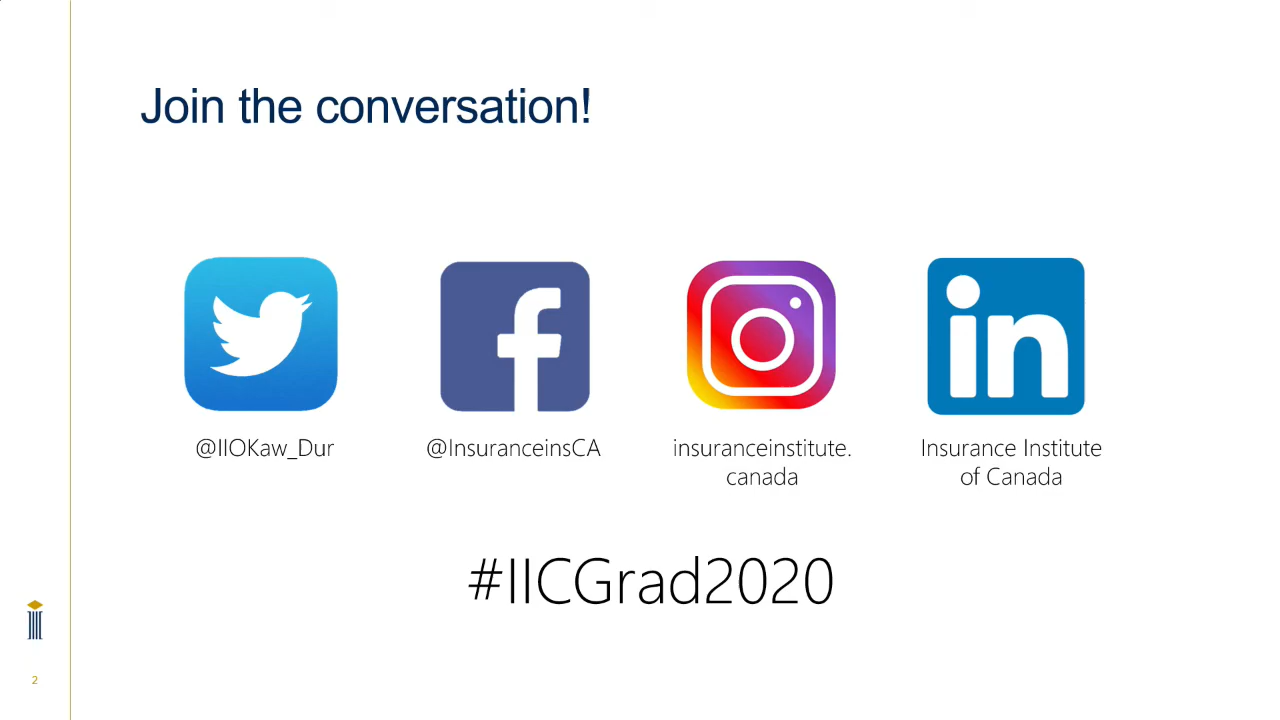 Join the conversation!
@IIOKaw_Dur
@InsuranceinsCA
insuranceinstitute.
canada
Insurance Institute
of Canada
#IICGrad2020
2